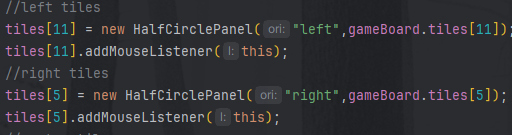 //left tiles
tiles[11] = new HalfCirclePanel( ori: "left",gameBoard.tiles[11]);
tiles[11].addMouseListener( l: this);
//right tiles
tiles[5] = new HalfCirclePanel( ori: "right",gameBoard.tiles[5]);
tiles[5].addMouseListener( l: this);